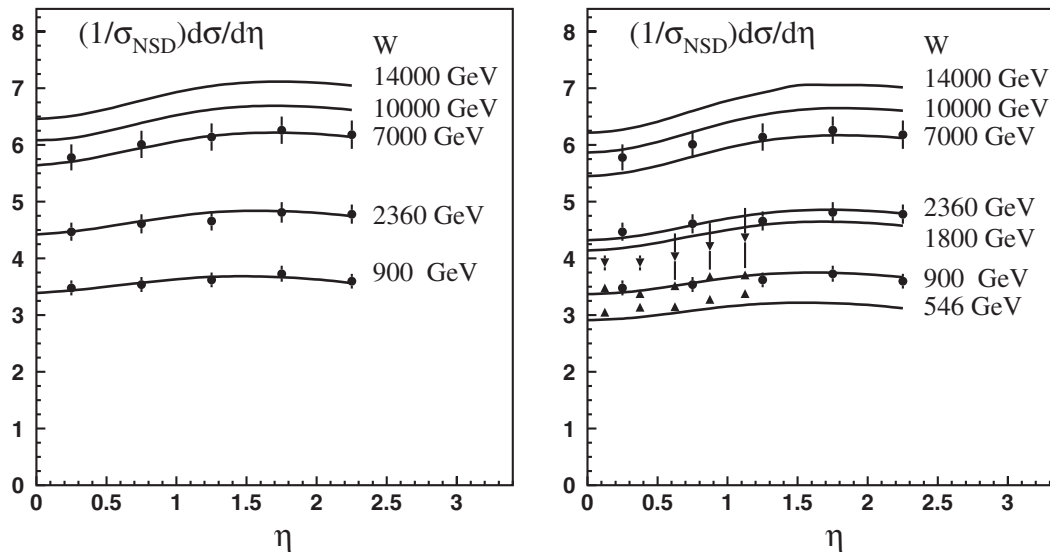 (1/σNSD)dσ/dη
W
14000 GeV
10000 GeV
7000 GeV
2360 GeV
900 GeV
8
7
6
5
4
3
2
1
0
0 0.5 1 1.5 2 2.5 3
η
(1/σNSD)dσ/dη
W
14000 GeV
10000 GeV
7000 GeV
2360 GeV
1800 GeV
900 GeV
546 GeV
8
7
6
5
4
3
2
1
0
0 0.5 1 1.5 2 2.5 3
η